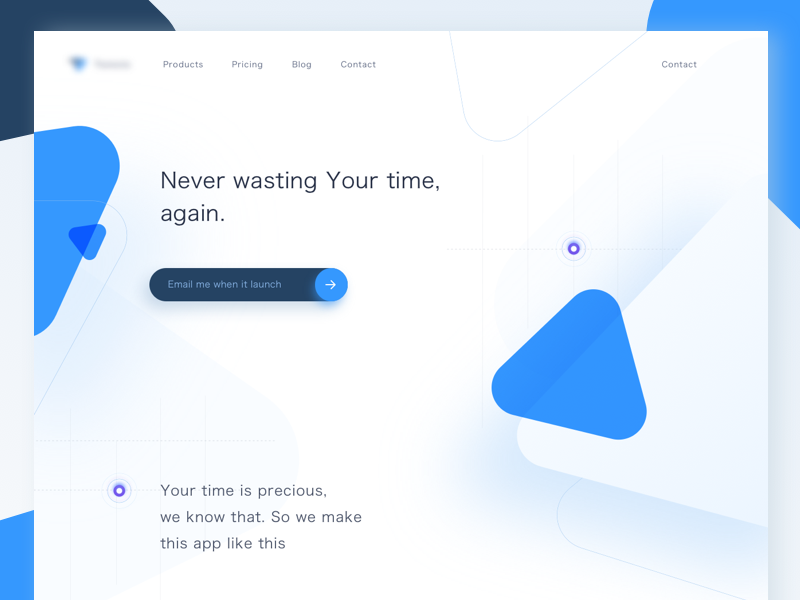 Products Pricing Blog Contact Contact
Never wasting Your time,
again.
Email me when it launch
Your time is precious,
we know that. So we make
this app like this